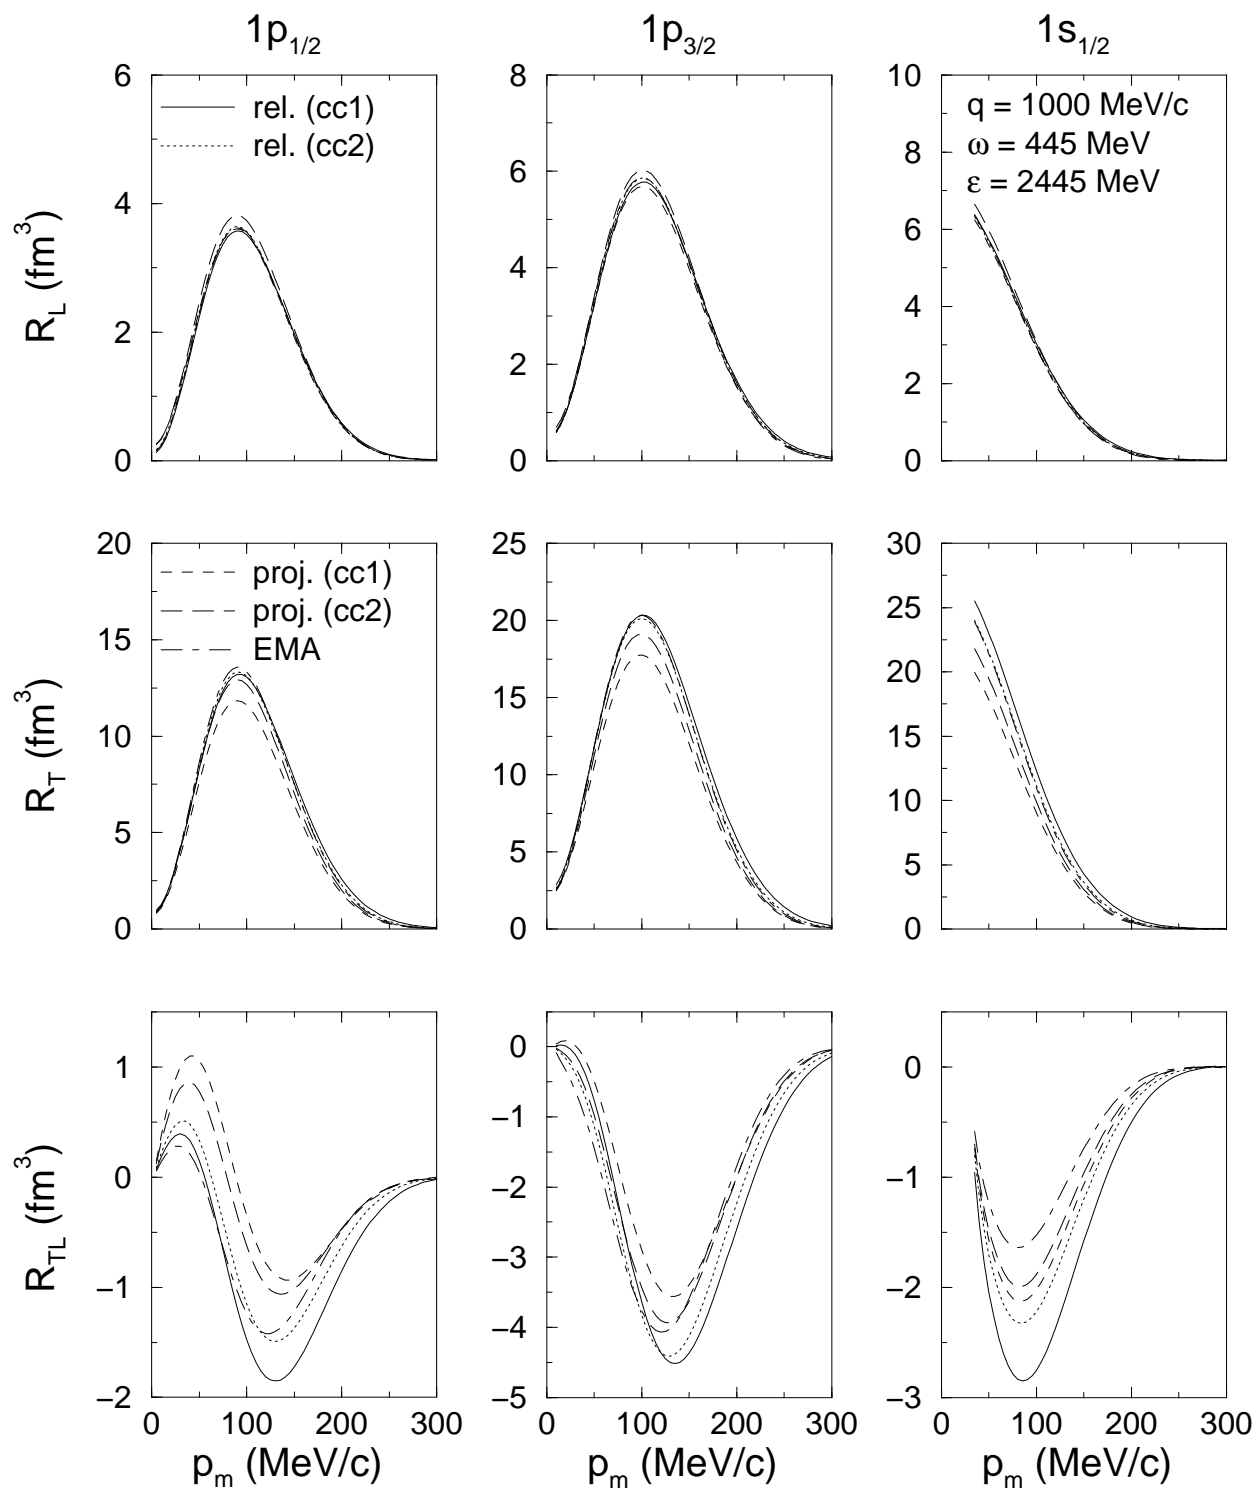 1p1/2 1p3/2 1s1/2
6 8 10
rel. (cc1) q = 1000 MeV/c
rel. (cc2) ω = 445 MeV
ε = 2445 MeV
8
6
4 6
4
RL (fm3)
4
2
2
2
0 0 0
20 25 30
proj. (cc1)
proj. (cc2)
EMA
25
20
15 20
15
RT (fm3)
10 15
10
10
5
5
5
0 0 0
1 0 0
−1
RTL (fm3)
0 −2 −1
−3
−1 −2
−4
−2 −5 −3
0 100 200 300 0 100 200 300 0 100 200 300
pm (MeV/c) pm (MeV/c) pm (MeV/c)